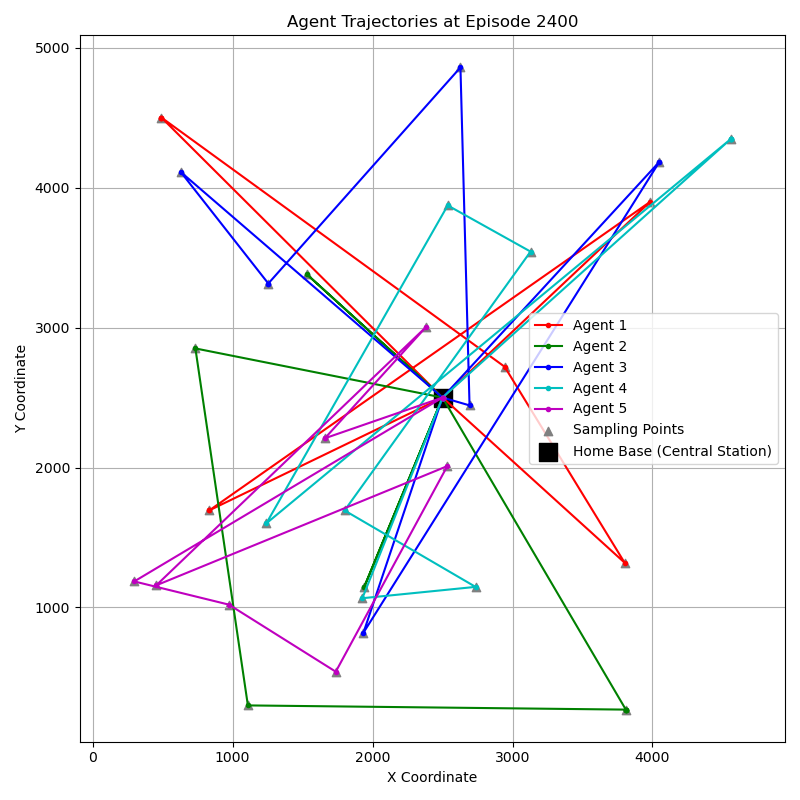 Agent Trajectories at Episode 2400
Y Coordinate
5000
4000
3000
2000
1000
0
1000
2000
3000
4000
X Coordinate
Agent 1
Agent 2
Agent 3
Agent 4
Agent 5
Sampling Points
Home Base (Central Station)